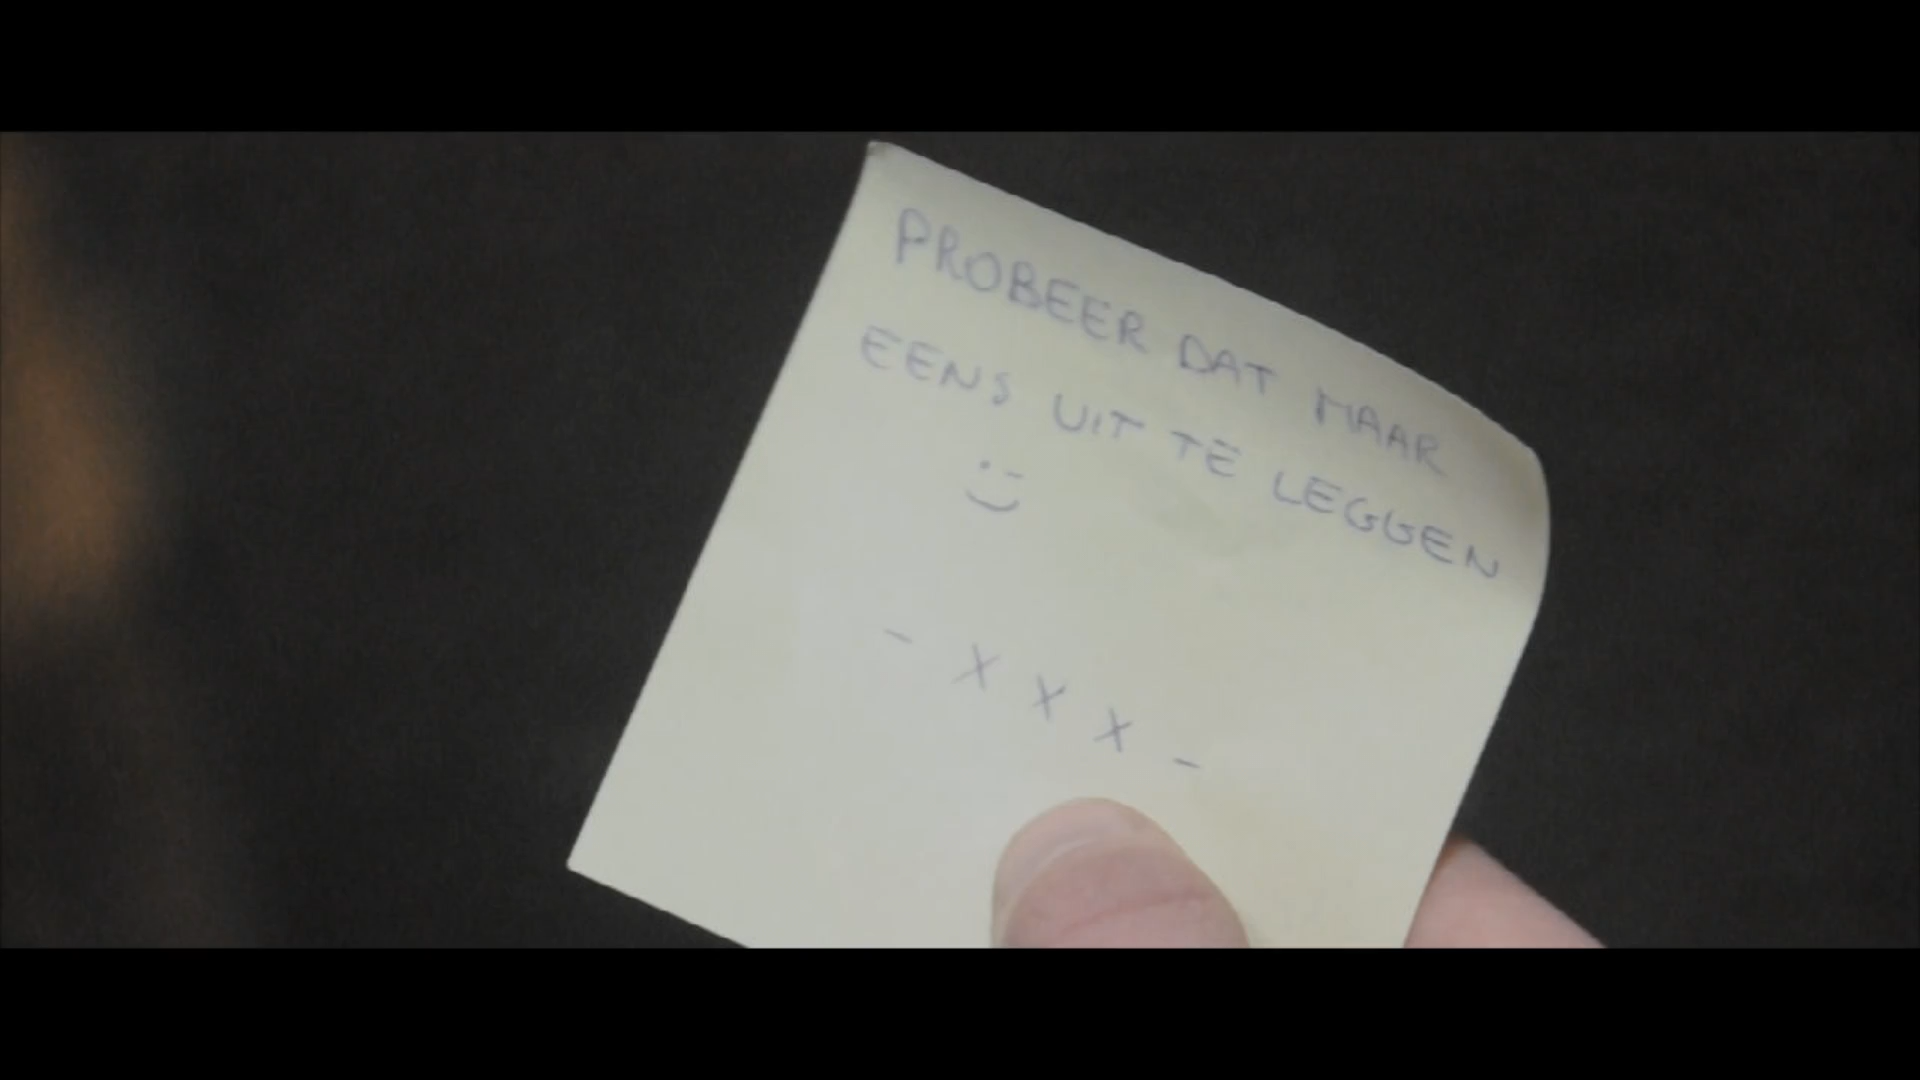 PROBEER DAT MAAR
EENS UIT TE LEGGEN
- X X X -